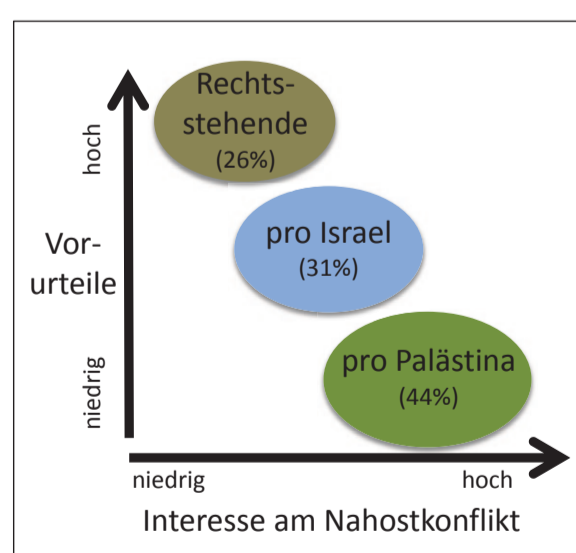 Rechts-
stehende
(26%)
hoch
pro Israel
(31%)
Vor-
urteile
pro Palästina
(44%)
niedrig
niedrig
hoch
Interesse am Nahostkonflikt